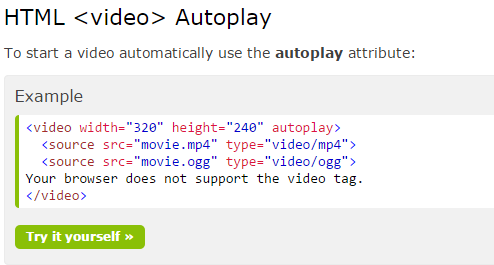 HTML <video> Autoplay
To start a video automatically use the autoplay attribute:
Example
<video width="320" height="240" autoplay>
<source src="movie.mp4" type="video/mp4">
<source src="movie.ogg" type="video/ogg">
Your browser does not support the video tag.
</video>
Try it yourself »